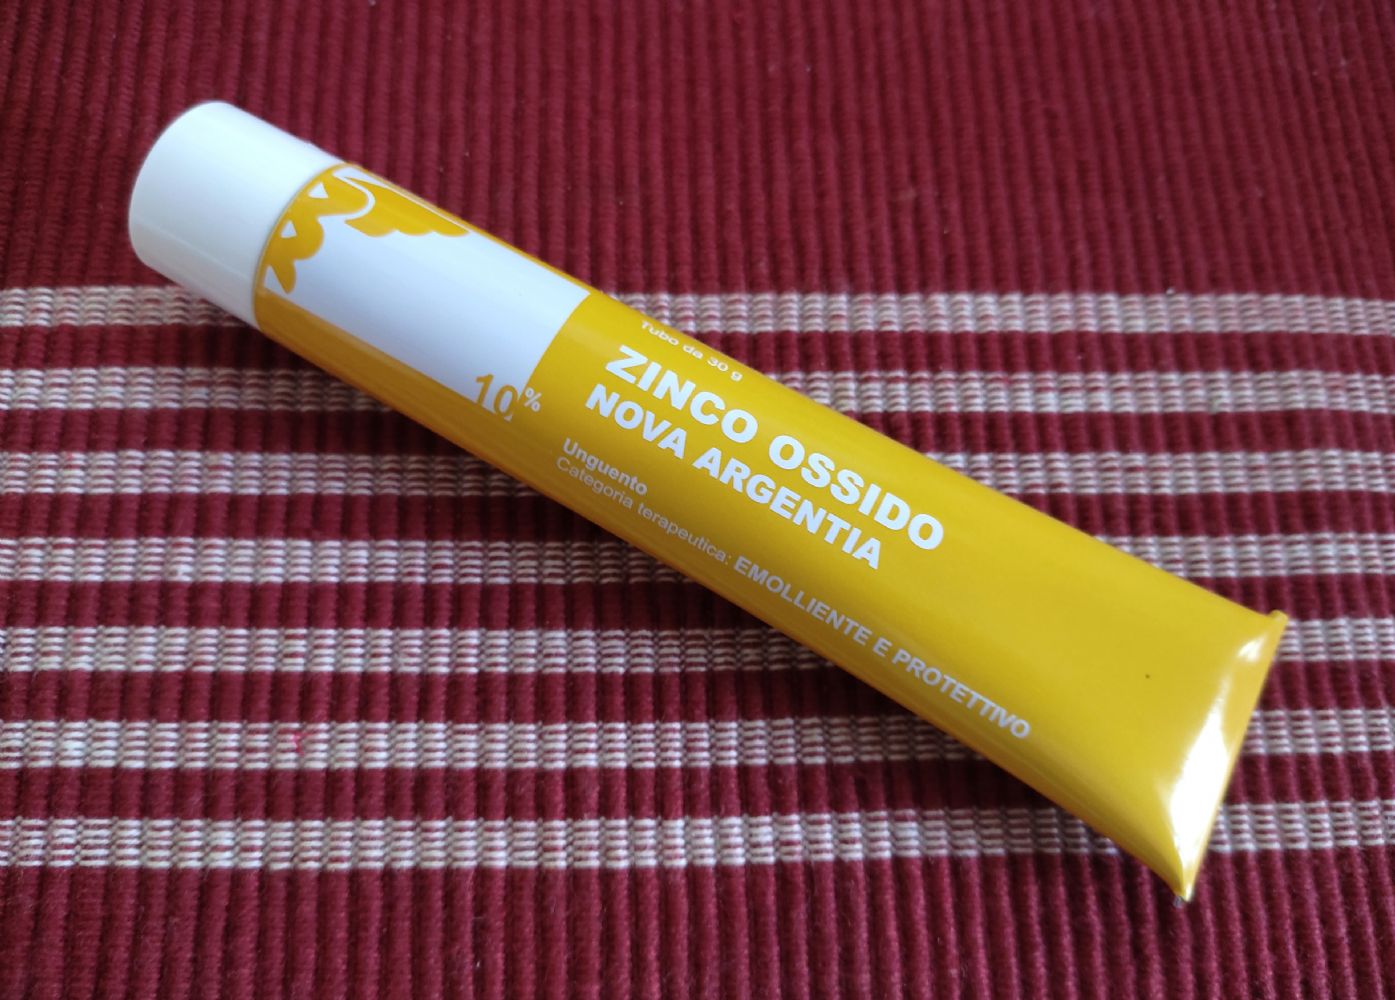 Tubo da 30 g
ZINCO OSSIDO
NOVA ARGENTIA
10%
Unguento
Categoria terapeutica: EMOLLIENTE E PROTETTIVO